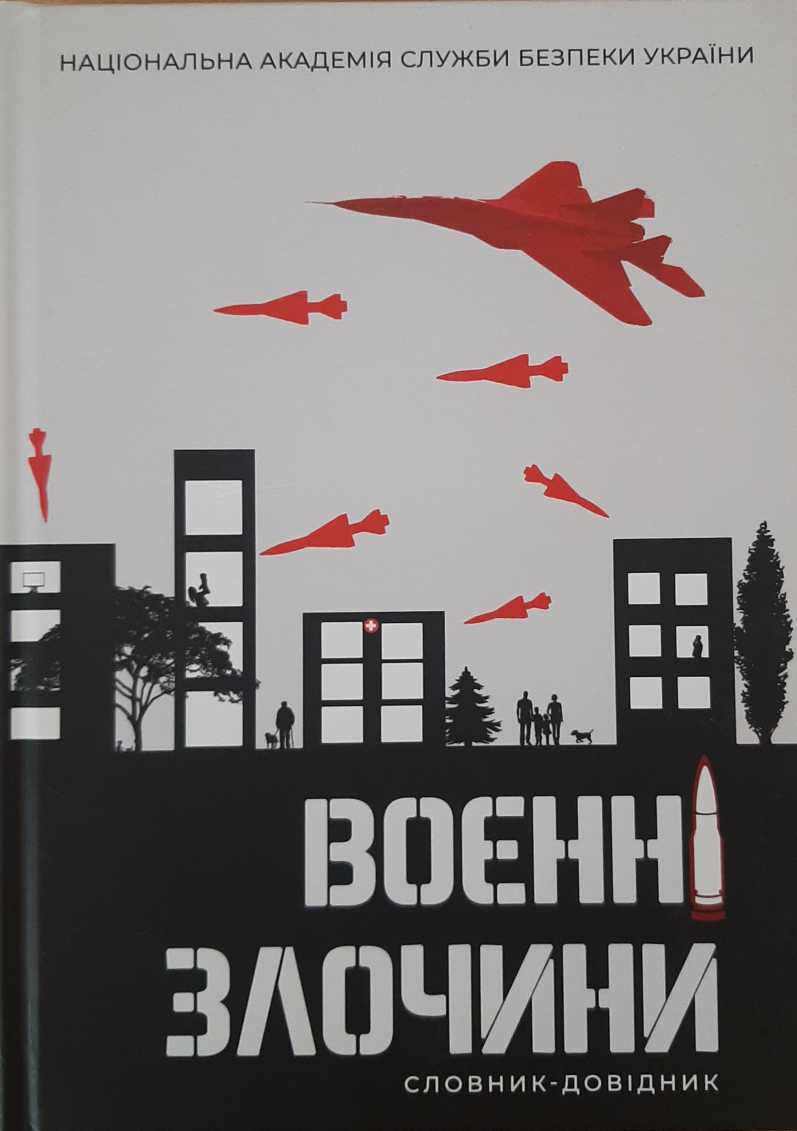 НАЦІОНАЛЬНА АКАДЕМІЯ СЛУЖБИ БЕЗПЕКИ УКРАЇНИ
ВОЄННІ
ЗЛОЧИНИ
СЛОВНИК-ДОВІДНИК